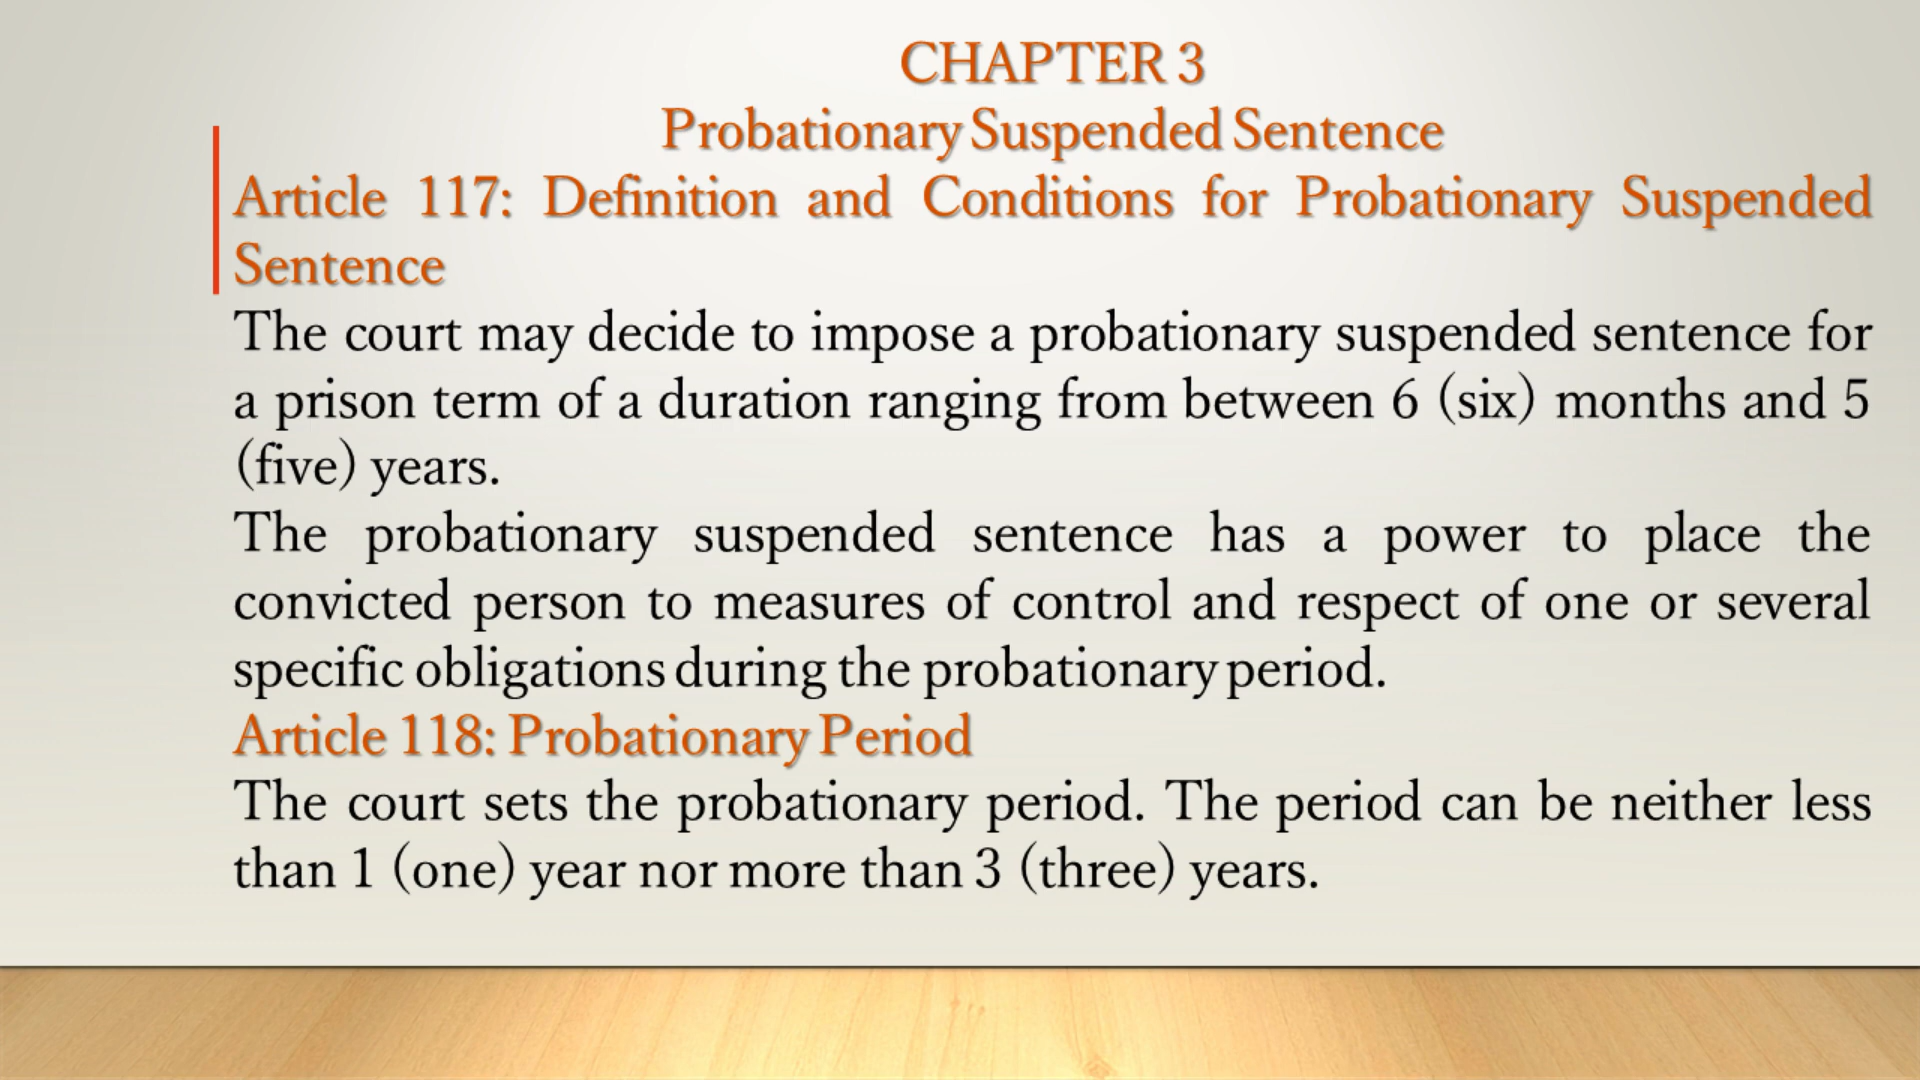 CHAPTER 3
Probationary Suspended Sentence
Article 117: Definition and Conditions for Probationary Suspended
Sentence
The court may decide to impose a probationary suspended sentence for
a prison term of a duration ranging from between 6 (six) months and 5
(five) years.
The probationary suspended sentence has a power to place the
convicted person to measures of control and respect of one or several
specific obligations during the probationary period.
Article 118: Probationary Period
The court sets the probationary period. The period can be neither less
than 1 (one) year nor more than 3 (three) years.